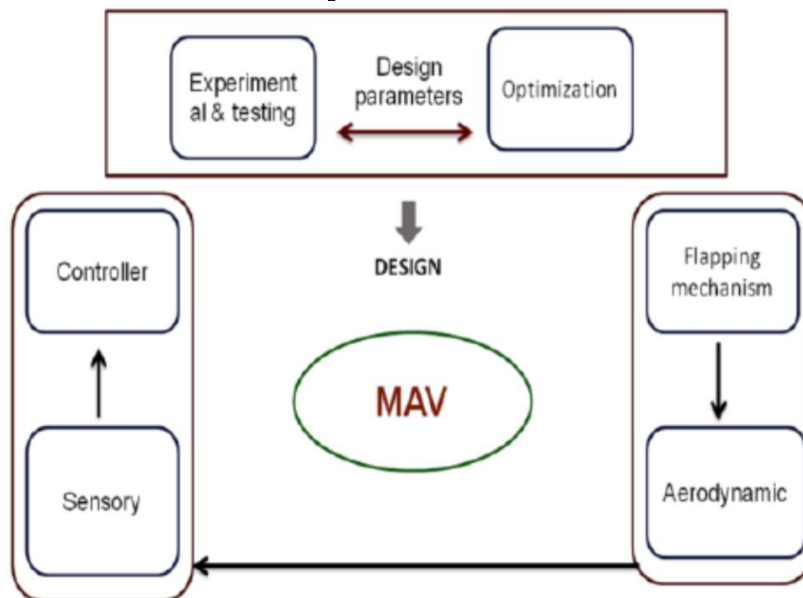 Experiment
al & testing
Design
parameters
Optimization
Controller
DESIGN
Flapping
mechanism
MAV
Sensory
Aerodynamic